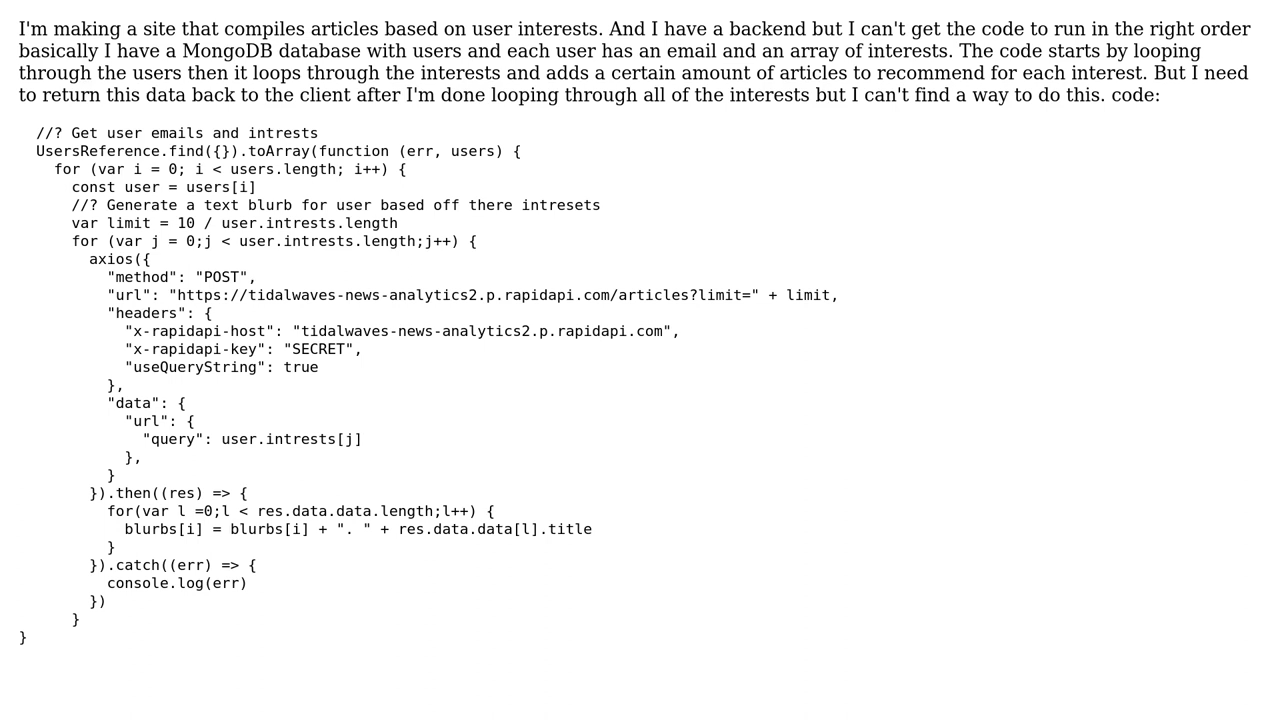 I'm making a site that compiles articles based on user interests. And I have a backend but I can't get the code to run in the right order
basically I have a MongoDB database with users and each user has an email and an array of interests. The code starts by looping
through the users then it loops through the interests and adds a certain amount of articles to recommend for each interest. But I need
to return this data back to the client after I'm done looping through all of the interests but I can't find a way to do this. code:
  //? Get user emails and intrests
  UsersReference.find({}).toArray(function (err, users) {
    for (var i = 0; i < users.length; i++) {
      const user = users[i]
      //? Generate a text blurb for user based off there intresets
      var limit = 10 / user.intrests.length
      for (var j = 0;j < user.intrests.length;j++) {
        axios({
          "method": "POST",
          "url": "https://tidalwaves-news-analytics2.p.rapidapi.com/articles?limit=" + limit,
          "headers": {
            "x-rapidapi-host": "tidalwaves-news-analytics2.p.rapidapi.com",
            "x-rapidapi-key": "SECRET",
            "useQueryString": true
          },
          "data": {
            "url": {
              "query": user.intrests[j]
            },
          }
        }).then((res) => {
          for(var l =0;l < res.data.data.length;l++) {
            blurbs[i] = blurbs[i] + ". " + res.data.data[l].title
          }
        }).catch((err) => {
          console.log(err)
        })
      }
}